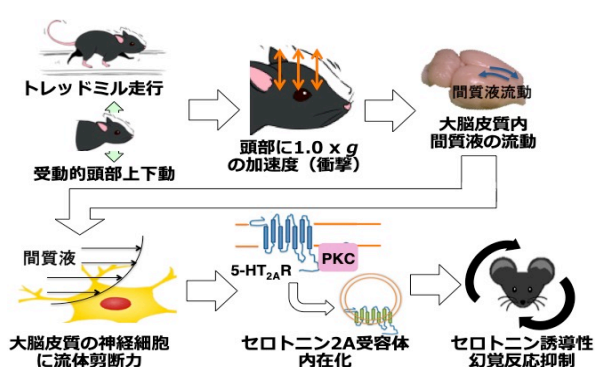 トレッドミル走行
受動的頭部上下動
頭部に1.0 x g
の加速度（衝撃）
間質液流動
大脳皮質内
間質液の流動
間質液
大脳皮質の神経細胞
に流体剪断力
PKC
5-HT2AR
セロトニン2A受容体
内在化
セロトニン誘導性
幻覚反応抑制